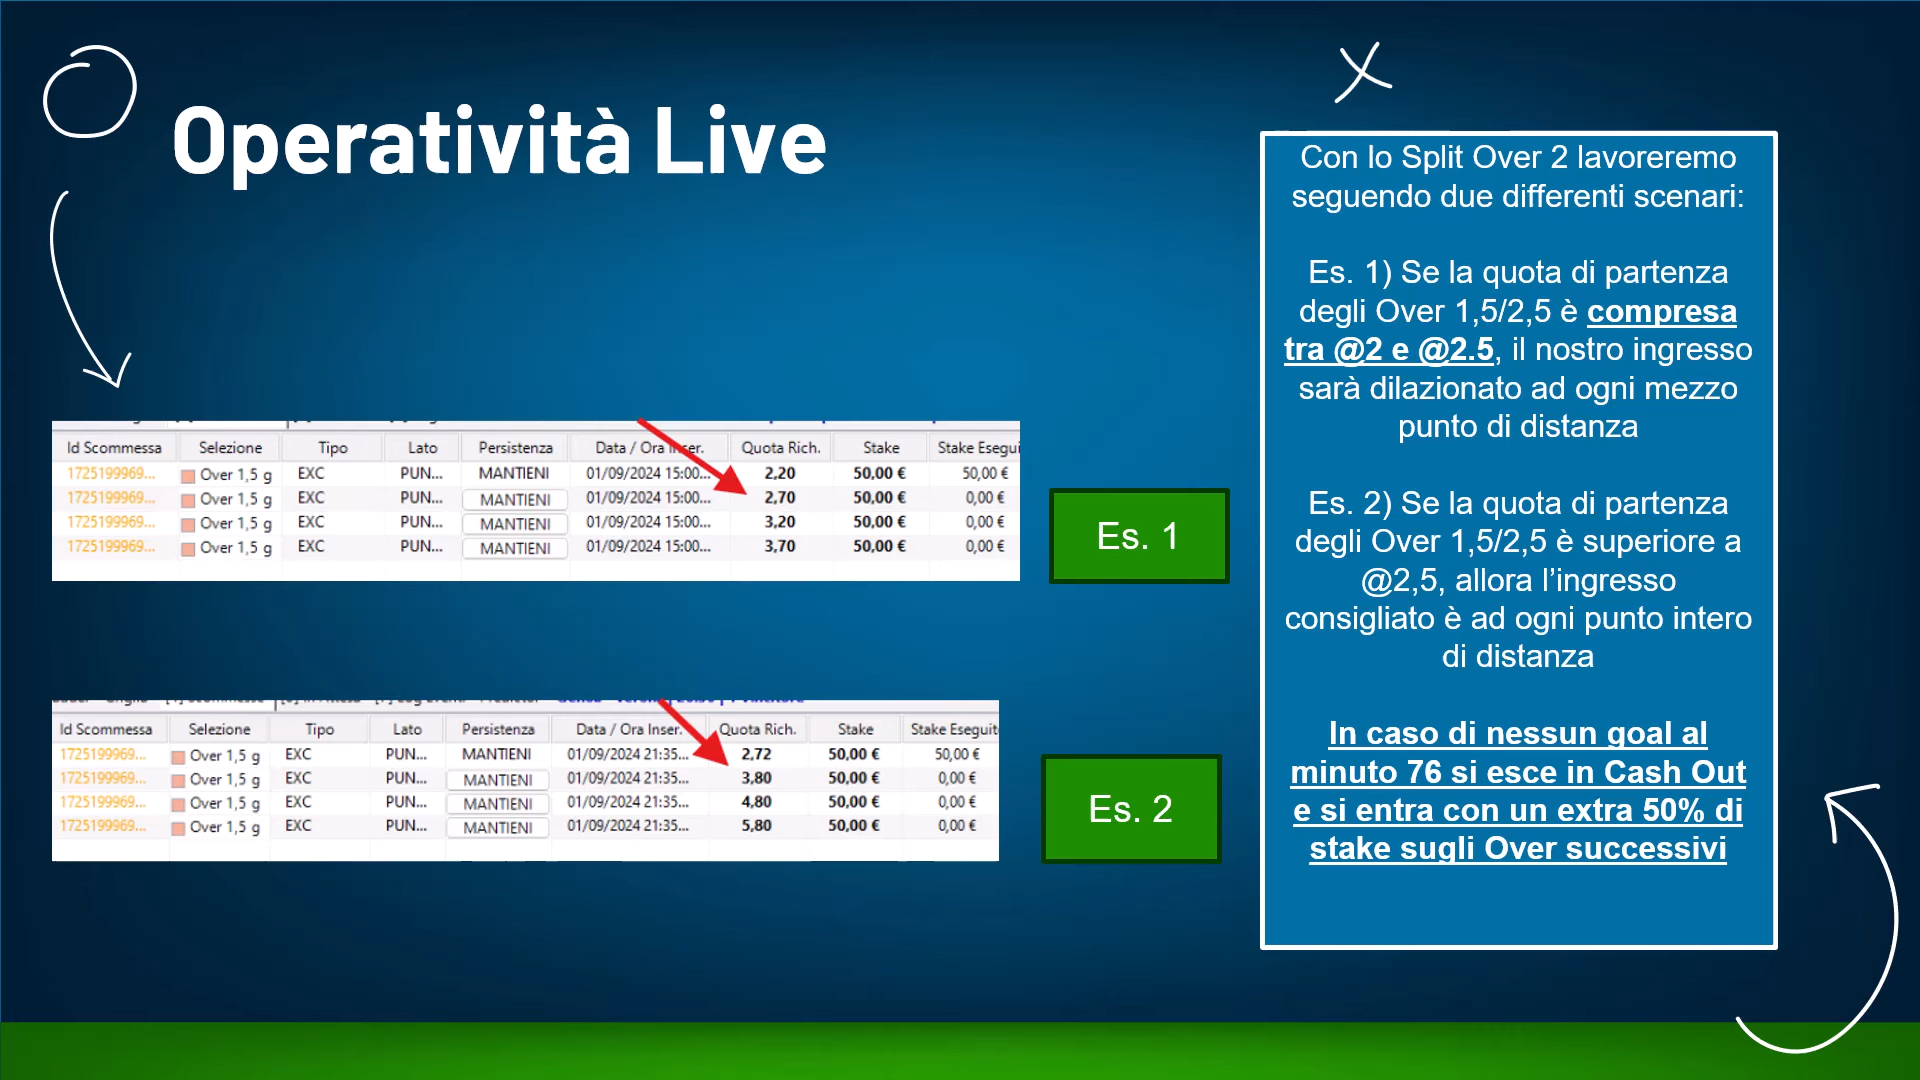 Operatività Live
Con lo Split Over 2 lavoreremo
seguendo due differenti scenari:
Es. 1) Se la quota di partenza
degli Over 1,5/2,5 è compresa
tra @2 e @2.5, il nostro ingresso
sarà dilazionato ad ogni mezzo
punto di distanza
Es. 2) Se la quota di partenza
degli Over 1,5/2,5 è superiore a
@2,5, allora l’ingresso
consigliato è ad ogni punto intero
di distanza
In caso di nessun goal al
minuto 76 si esce in Cash Out
e si entra con un extra 50% di
stake sugli Over successivi
Id Scommessa Selezione Tipo Lato Persistenza Data / Ora Inser. Quota Rich. Stake Stake Esegui
1725199969... Over 1,5 g EXC PUN... MANTIENI 01/09/2024 15:00... 2,20 50,00 € 50,00 €
1725199969... Over 1,5 g EXC PUN... MANTIENI 01/09/2024 15:00... 2,70 50,00 € 0,00 €
1725199969... Over 1,5 g EXC PUN... MANTIENI 01/09/2024 15:00... 3,20 50,00 € 0,00 €
1725199969... Over 1,5 g EXC PUN... MANTIENI 01/09/2024 15:00... 3,70 50,00 € 0,00 €
Es. 1
Id Scommessa Selezione Tipo Lato Persistenza Data / Ora Inser. Quota Rich. Stake Stake Eseguit
1725199969... Over 1,5 g EXC PUN... MANTIENI 01/09/2024 21:35... 2,72 50,00 € 50,00 €
1725199969... Over 1,5 g EXC PUN... MANTIENI 01/09/2024 21:35... 3,80 50,00 € 0,00 €
1725199969... Over 1,5 g EXC PUN... MANTIENI 01/09/2024 21:35... 4,80 50,00 € 0,00 €
1725199969... Over 1,5 g EXC PUN... MANTIENI 01/09/2024 21:35... 5,80 50,00 € 0,00 €
Es. 2